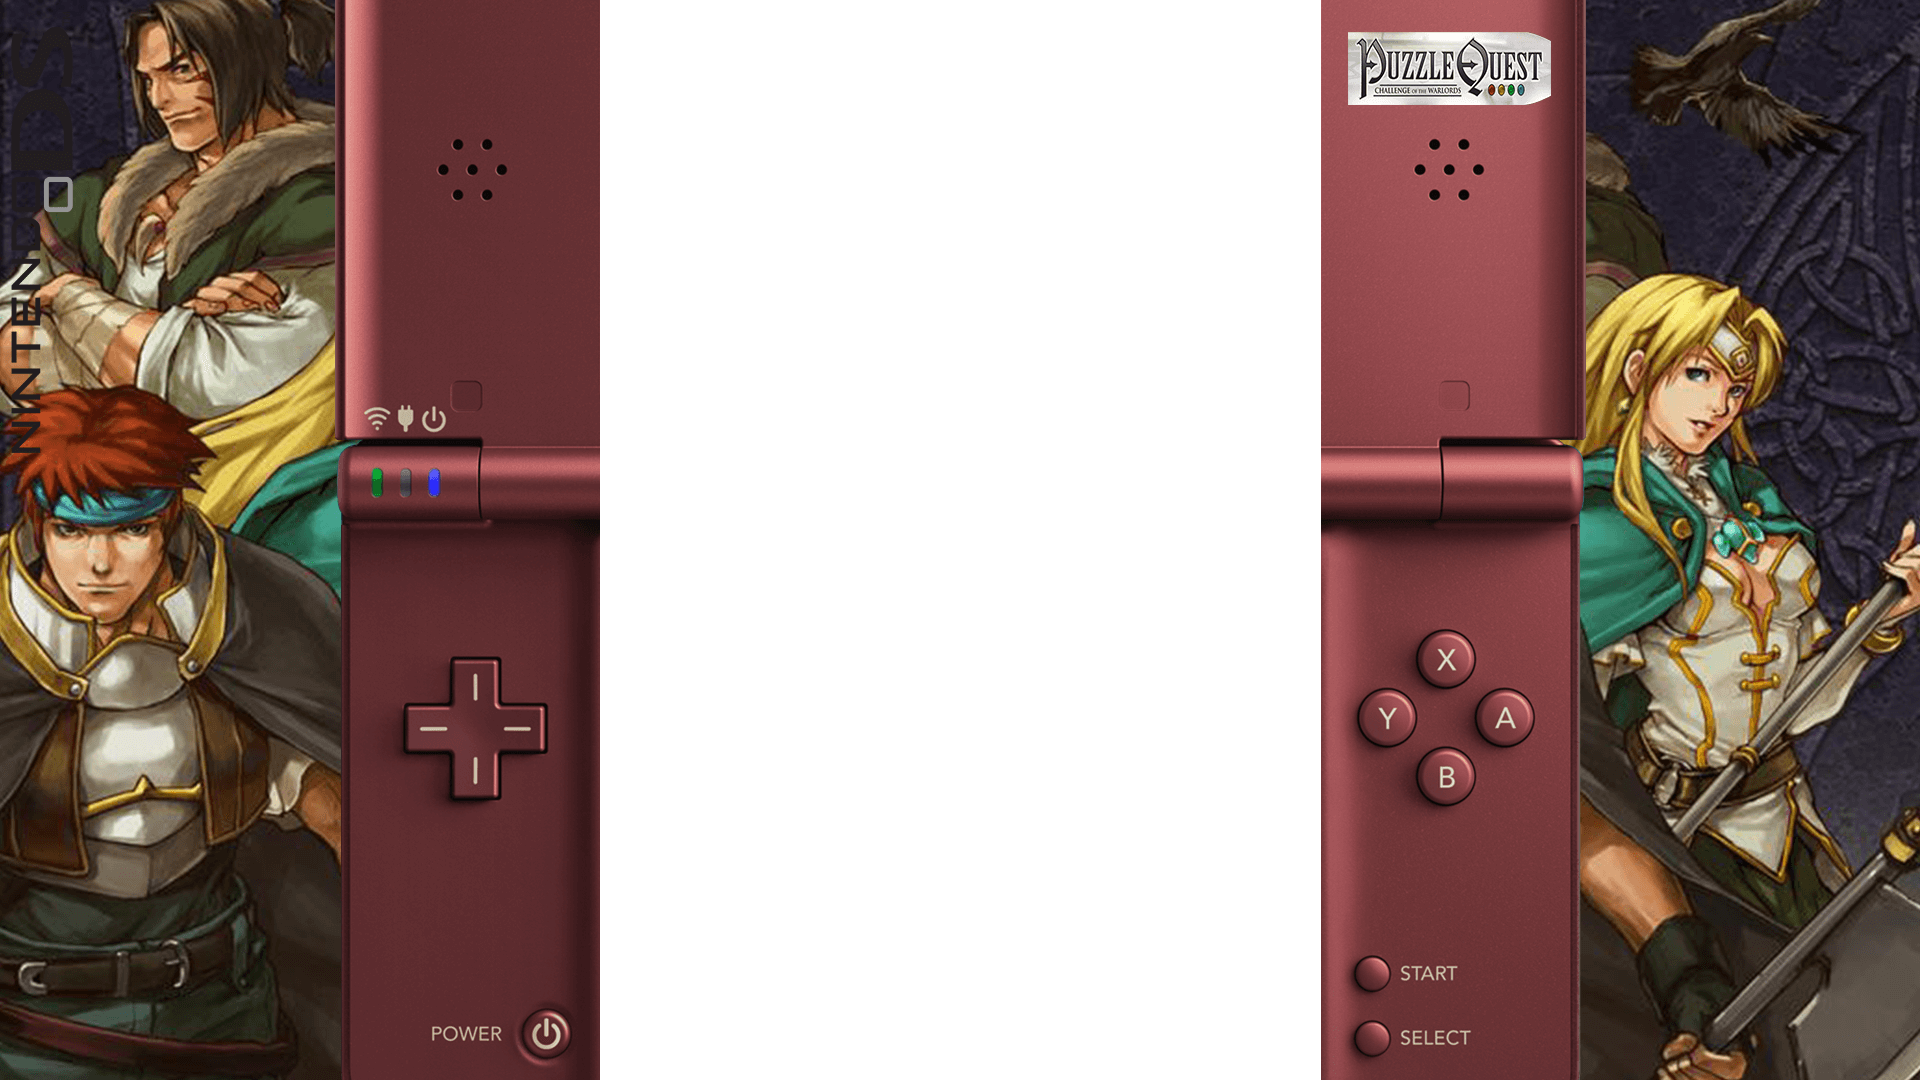 NINTENDO DS
PUZZLE QUEST
CHALLENGE OF THE WARLORDS
X
Y
A
B
START
SELECT
POWER